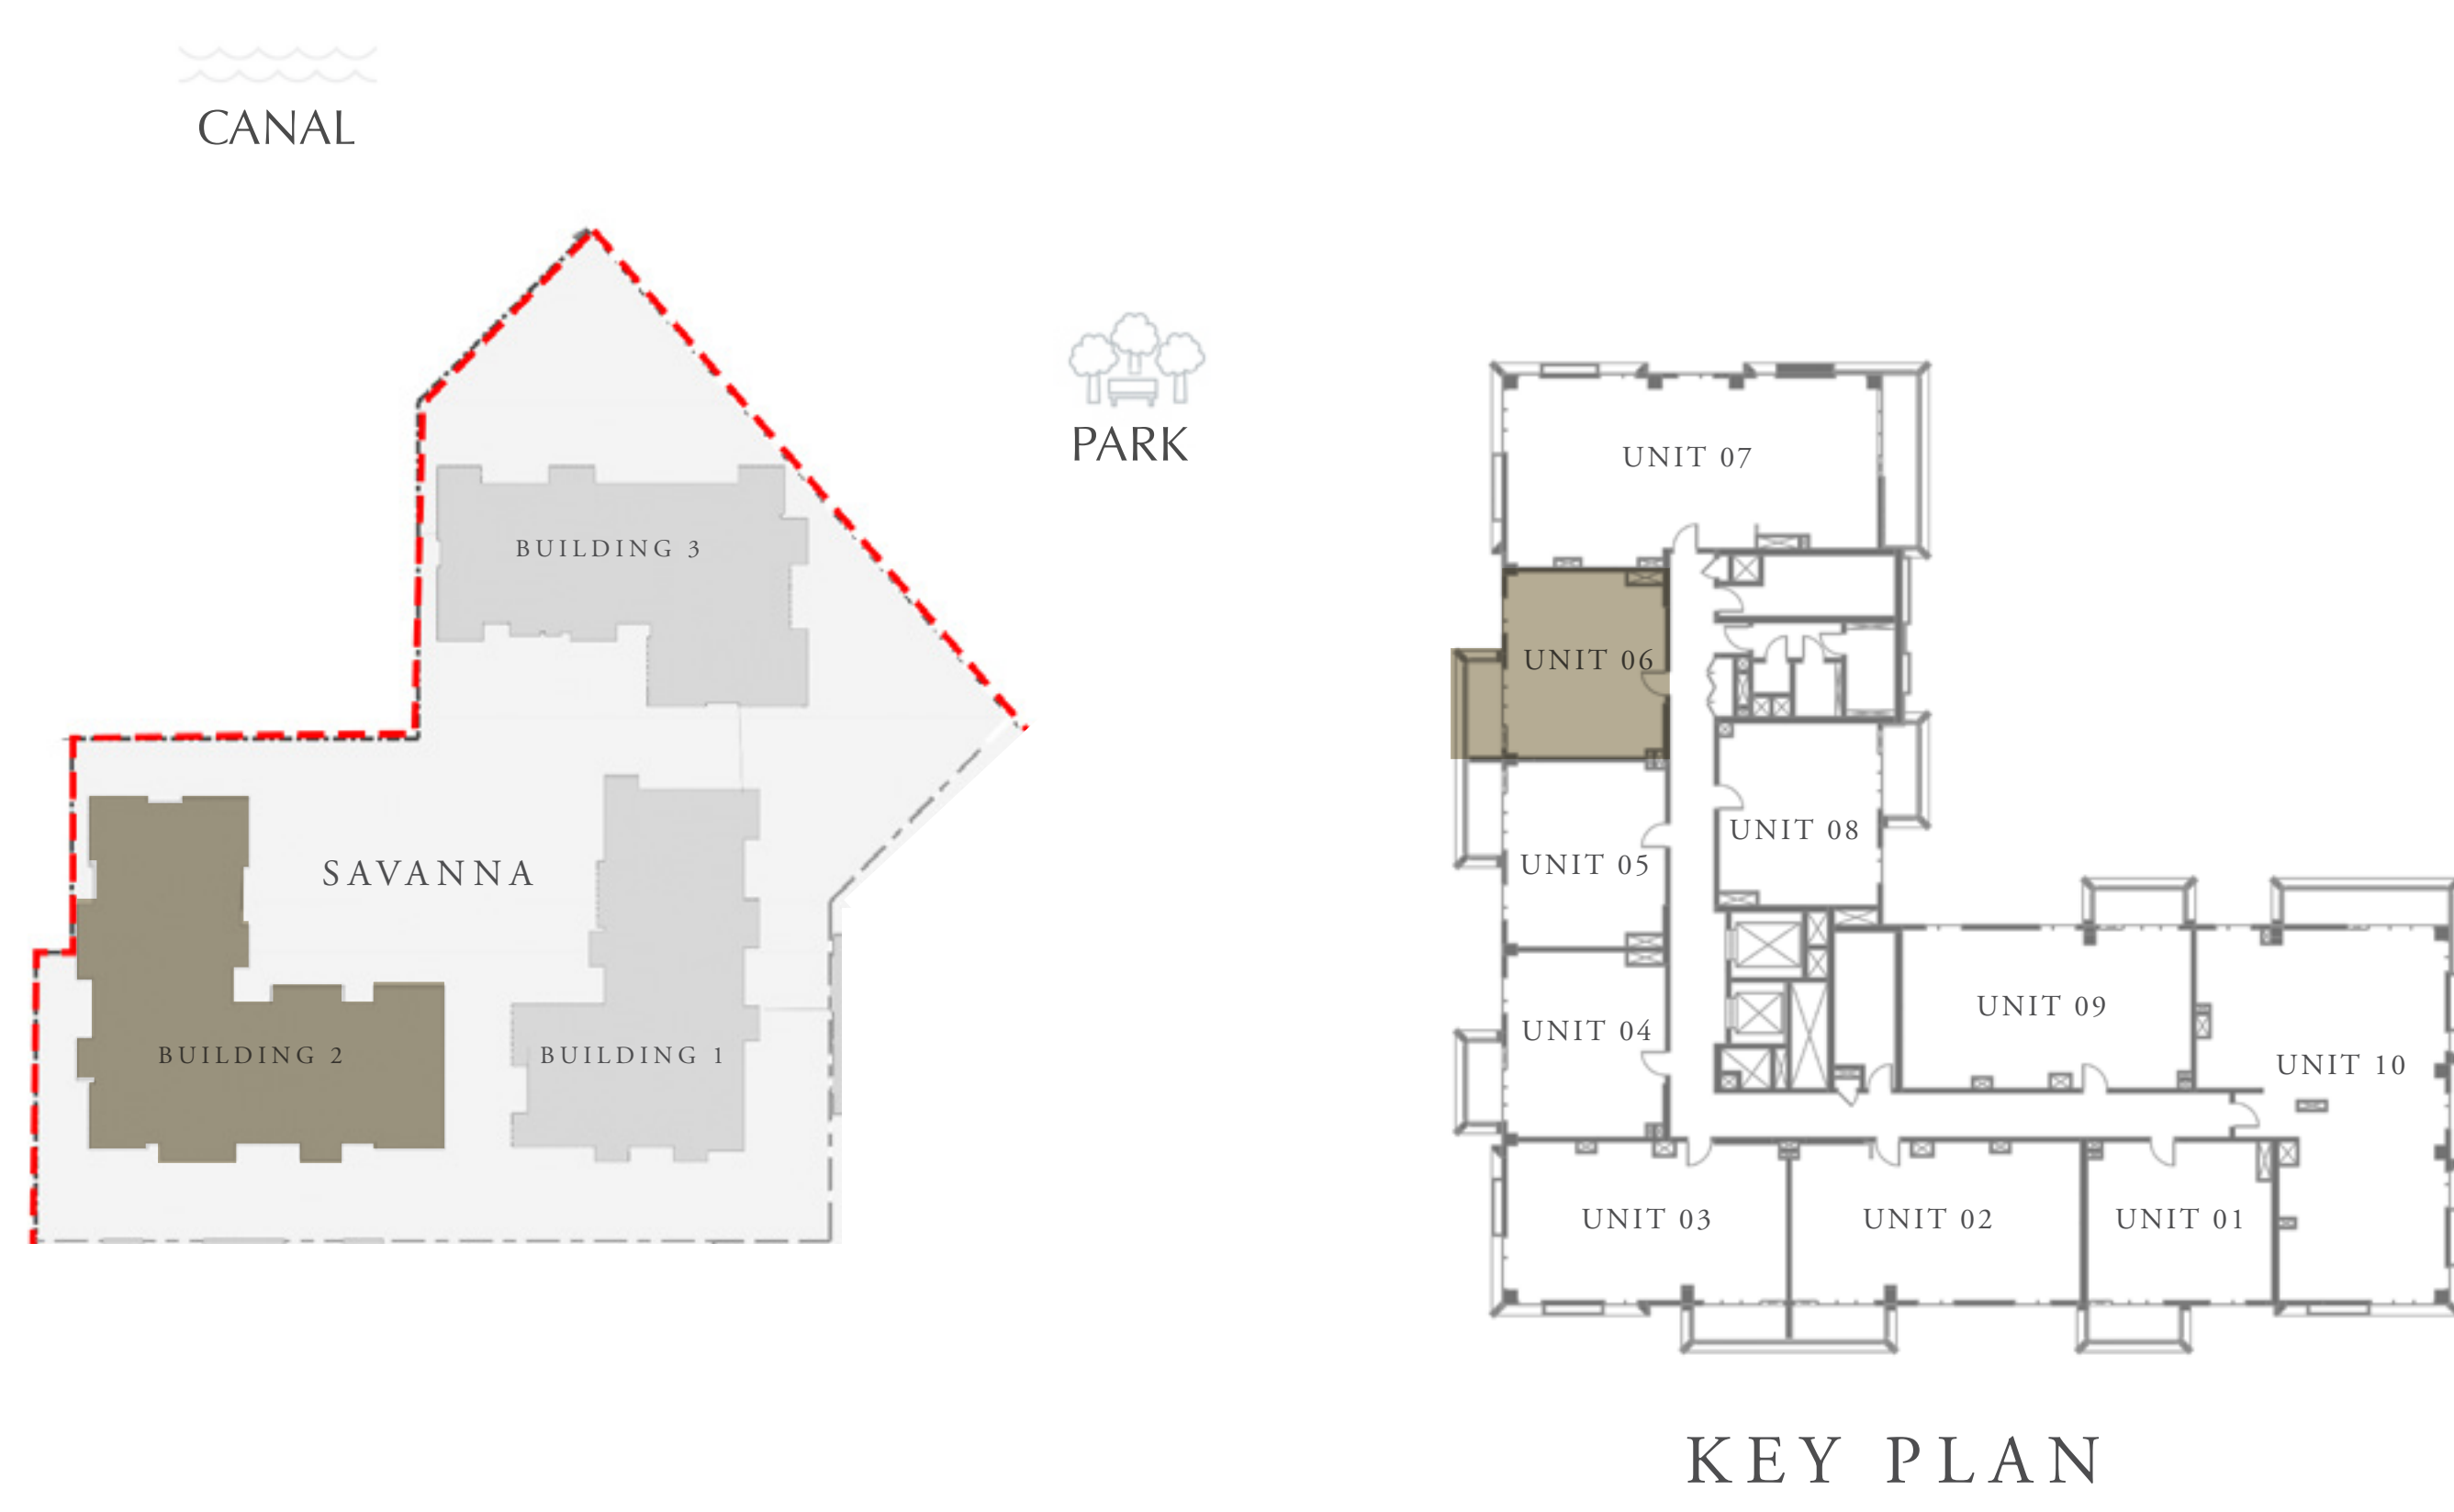 CANAL
PARK
BUILDING 3
SAVANNA
BUILDING 2
BUILDING 1
UNIT 07
UNIT 06
UNIT 08
UNIT 05
UNIT 09
UNIT 04
UNIT 10
UNIT 03
UNIT 02
UNIT 01
KEY PLAN